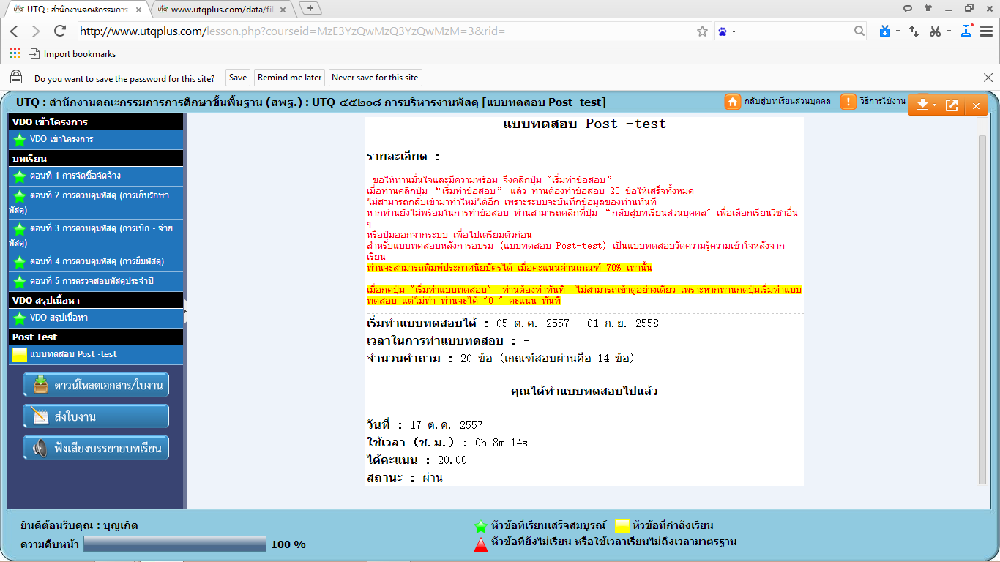 UTQ : สำนักงานคณะกรรมการ
www.utqplus.com/data/fil
http://www.utqplus.com/lesson.php?courseid=MzE3YzQwMzQ3YzQwMzM=3&rid=
Import bookmarks
Do you want to save the password for this site? Save Remind me later Never save for this site
UTQ : สำนักงานคณะกรรมการการศึกษาขั้นพื้นฐาน (สพฐ.) : UTQ-๕๕๒๐๘ การบริหารงานพัสดุ [แบบทดสอบ Post -test]
กลับสู่บทเรียนส่วนบุคคล
วิธีการใช้งาน
VDO เข้าโครงการ
VDO เข้าโครงการ
บทเรียน
ตอนที่ 1 การจัดซื้อจัดจ้าง
ตอนที่ 2 การควบคุมพัสดุ (การเก็บรักษา
พัสดุ)
ตอนที่ 3 การควบคุมพัสดุ (การเบิก - จ่าย
พัสดุ)
ตอนที่ 4 การควบคุมพัสดุ (การยืมพัสดุ)
ตอนที่ 5 การตรวจสอบพัสดุประจำปี
VDO สรุปเนื้อหา
VDO สรุปเนื้อหา
Post Test
แบบทดสอบ Post -test
ดาวน์โหลดเอกสาร/ใบงาน
ส่งใบงาน
ฟังเสียงบรรยายบทเรียน
แบบทดสอบ Post -test
รายละเอียด :
ขอให้ท่านมั่นใจและมีความพร้อม จึงคลิกปุ่ม "เริ่มทำข้อสอบ”
เมื่อท่านคลิกปุ่ม “เริ่มทำข้อสอบ” แล้ว ท่านต้องทำข้อสอบ 20 ข้อให้เสร็จทั้งหมด
ไม่สามารถกลับเข้ามาทำใหม่ได้อีก เพราะระบบจะบันทึกข้อมูลของท่านทันที
หากท่านยังไม่พร้อมในการทำข้อสอบ ท่านสามารถคลิกที่ปุ่ม “กลับสู่บทเรียนส่วนบุคคล" เพื่อเลือกเรียนวิชาอื่น
ๆ
หรือปุ่มออกจากระบบ เพื่อไปเตรียมตัวก่อน
สำหรับแบบทดสอบหลังการอบรม (แบบทดสอบ Post-test) เป็นแบบทดสอบวัดความรู้ความเข้าใจหลังจาก
เรียน
ท่านจะสามารถพิมพ์ประกาศนียบัตรได้ เมื่อคะแนนผ่านเกณฑ์ 70% เท่านั้น
เมื่อกดปุ่ม "เริ่มทำแบบทดสอบ" ท่านต้องทำทันที ไม่สามารถเข้าดูอย่างเดียว เพราะหากท่านกดปุ่มเริ่มทำแบบ
ทดสอบ แต่ไม่ทำ ท่านจะได้ "0 " คะแนน ทันที
เริ่มทำแบบทดสอบได้ : 05 ต.ค. 2557 - 01 ก.ย. 2558
เวลาในการทำแบบทดสอบ : -
จำนวนคำถาม : 20 ข้อ (เกณฑ์สอบผ่านคือ 14 ข้อ)
คุณได้ทำแบบทดสอบไปแล้ว
วันที่ : 17 ต.ค. 2557
ใช้เวลา (ช.ม.) : 0h 8m 14s
ได้คะแนน : 20.00
สถานะ : ผ่าน
ยินดีต้อนรับคุณ : บุญเกิด
ความคืบหน้า 100 %
หัวข้อที่เรียนเสร็จสมบูรณ์ หัวข้อที่กำลังเรียน
หัวข้อที่ยังไม่เรียน หรือใช้เวลาเรียนไม่ถึงเวลามาตรฐาน